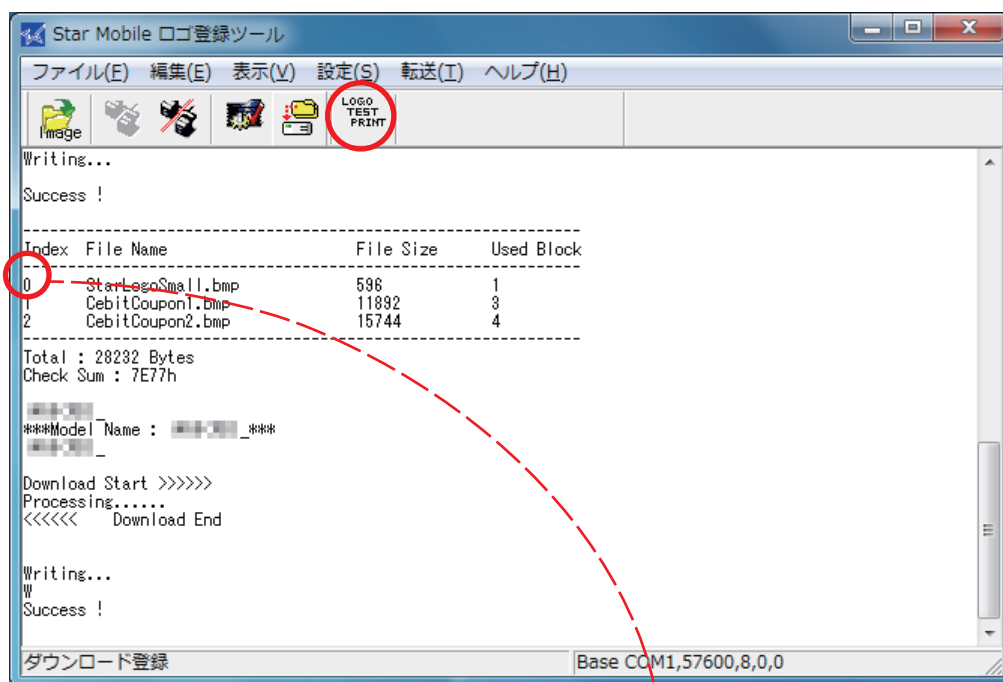 Star Mobile ロゴ登録ツール
ファイル(F) 編集(E) 表示(V) 設定(S) 転送(T) ヘルプ(H)
Image
LOGO
TEST
PRINT
Writing...
Success !
--------------------------------------------------------------
Index File Name File Size Used Block
--------------------------------------------------------------
0 StarLogoSmall.bmp 596 1
1 CebitCoupon1.bmp 11892 3
2 CebitCoupon2.bmp 15744 4
--------------------------------------------------------------
Total : 28232 Bytes
Check Sum : 7E77h
_
***Model Name : _***
_
Download Start >>>>>>
Processing......
<<<<<< Download End
Writing...
W
Success !
ダウンロード登録 Base COM1,57600,8,0,0